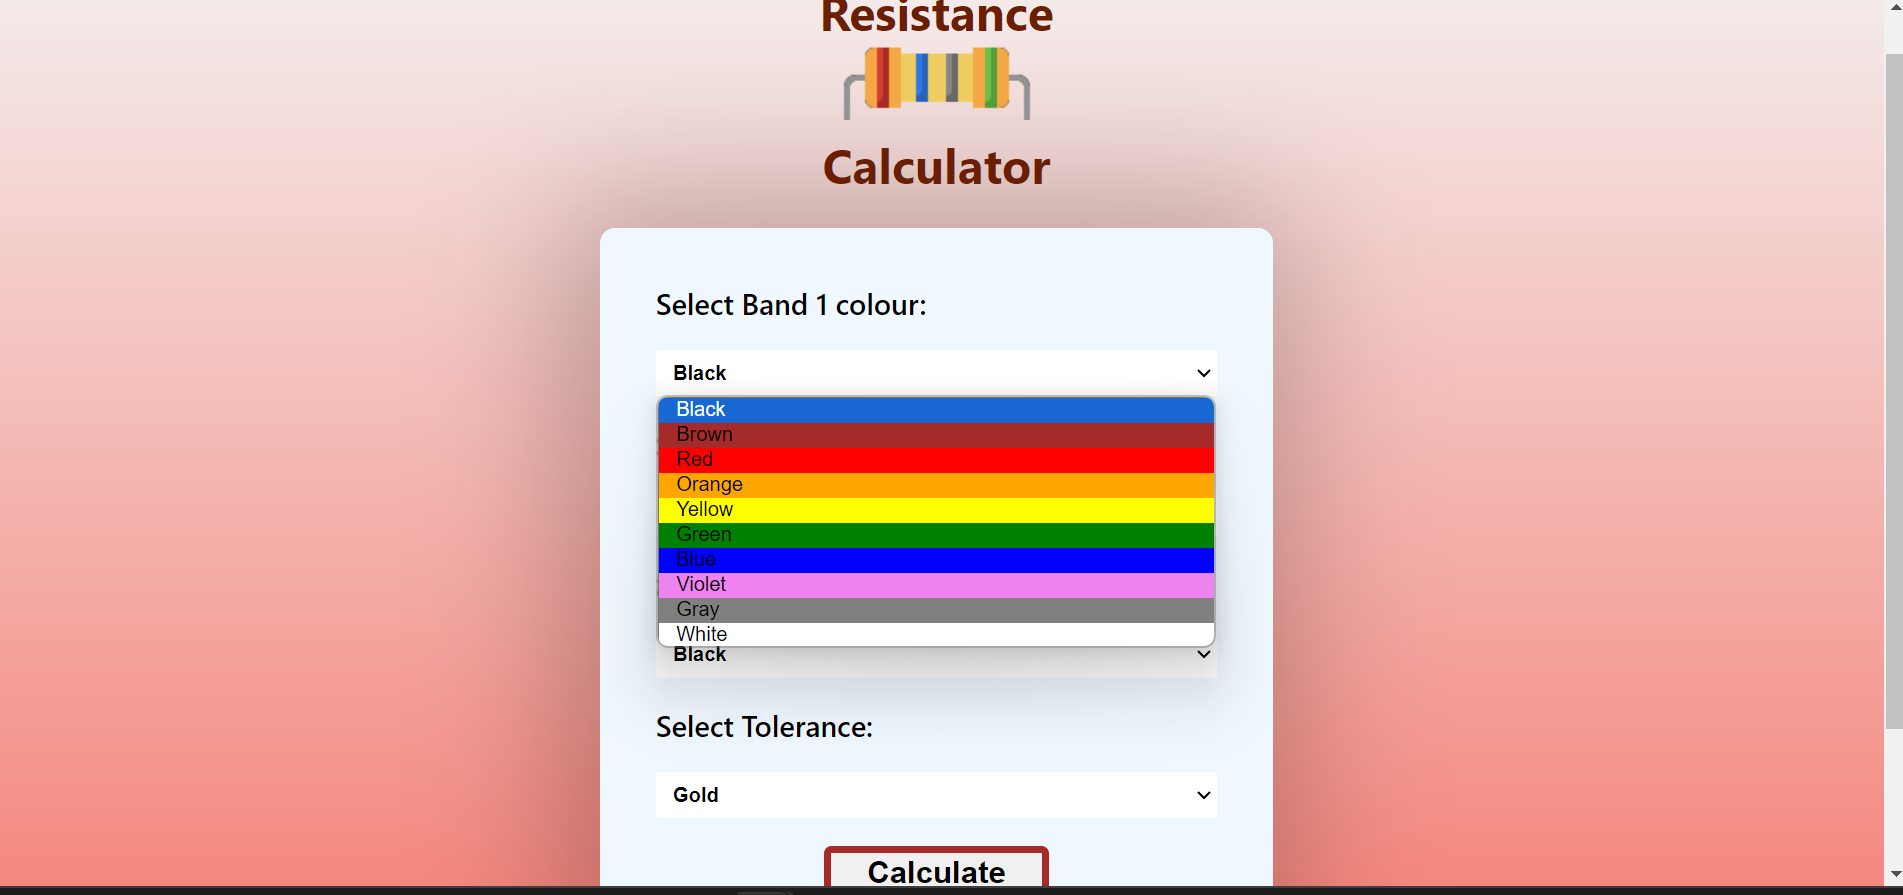 Resistance
Calculator
Select Band 1 colour:
Black
Black
Brown
Red
Orange
Yellow
Green
Blue
Violet
Gray
White
Black
Select Tolerance:
Gold
Calculate